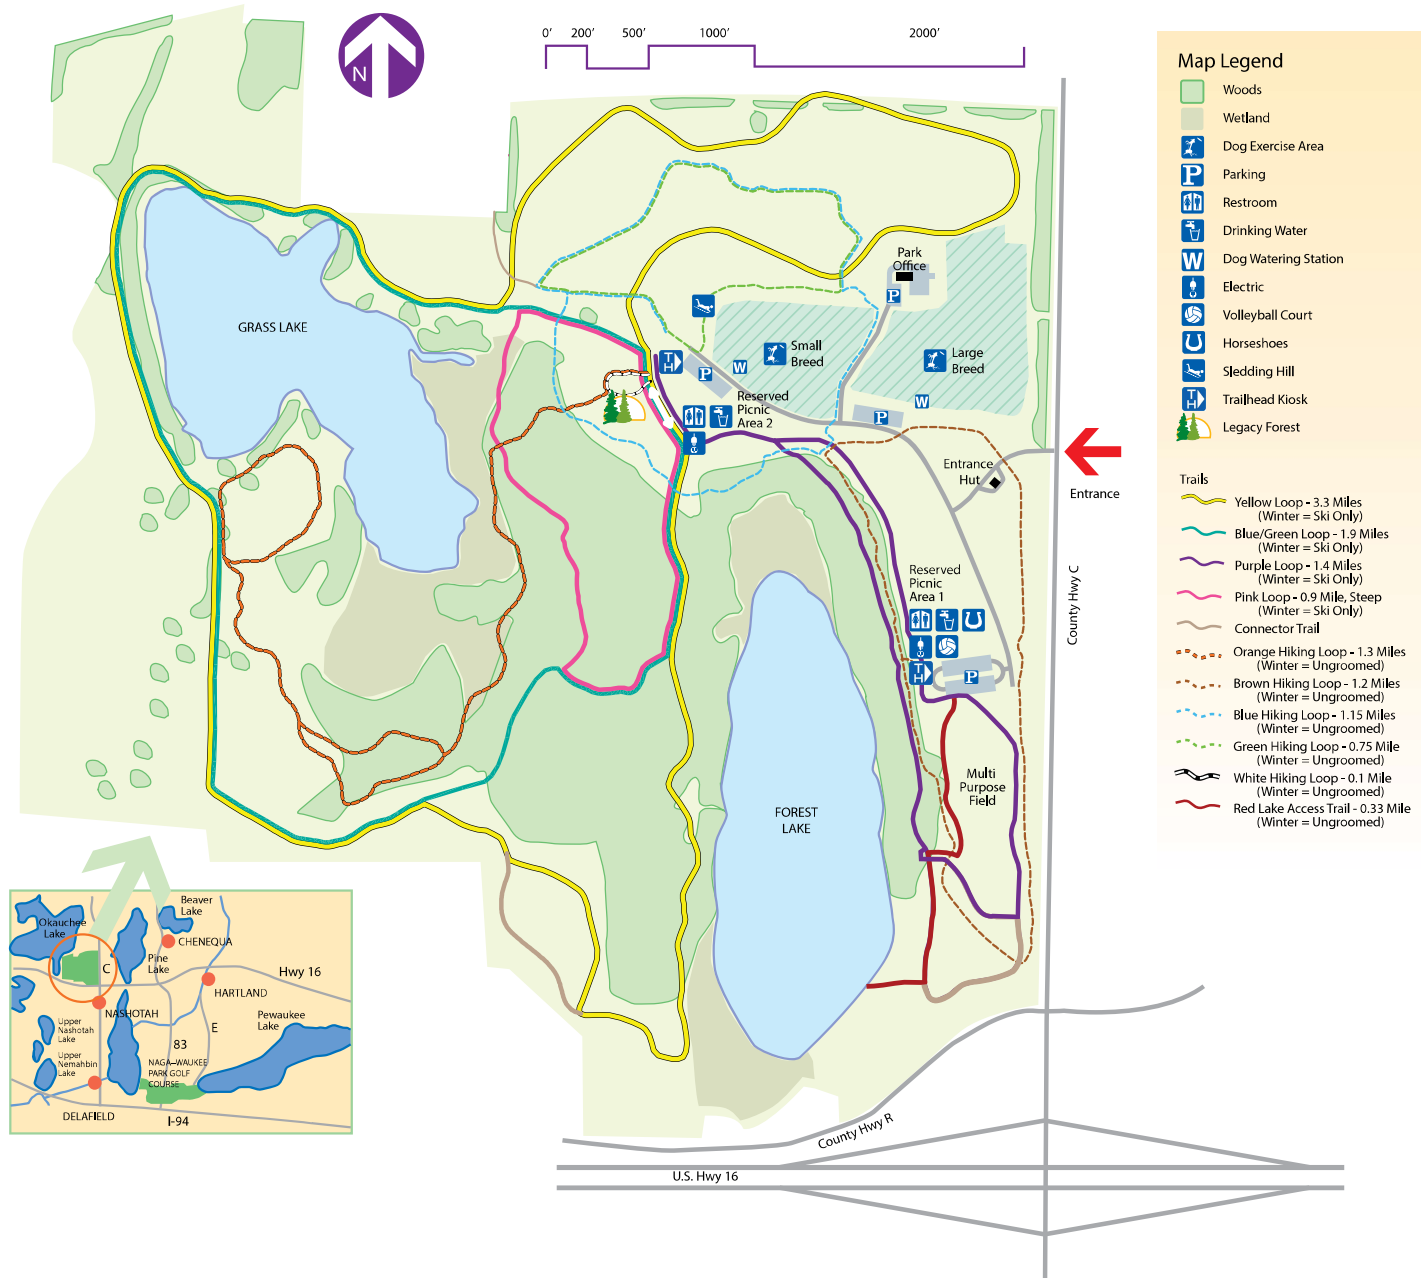 0' 200' 500' 1000' 2000'
N
Map Legend
Woods
Wetland
Dog Exercise Area
P Parking
Restroom
Drinking Water
W Dog Watering Station
Electric
Volleyball Court
Horseshoes
Sledding Hill
TH Trailhead Kiosk
Legacy Forest
Trails
Yellow Loop - 3.3 Miles
(Winter = Ski Only)
Blue/Green Loop - 1.9 Miles
(Winter = Ski Only)
Purple Loop - 1.4 Miles
(Winter = Ski Only)
Pink Loop - 0.9 Mile, Steep
(Winter = Ski Only)
Connector Trail
Orange Hiking Loop - 1.3 Miles
(Winter = Ungroomed)
Brown Hiking Loop - 1.2 Miles
(Winter = Ungroomed)
Blue Hiking Loop - 1.15 Miles
(Winter = Ungroomed)
Green Hiking Loop - 0.75 Mile
(Winter = Ungroomed)
White Hiking Loop - 0.1 Mile
(Winter = Ungroomed)
Red Lake Access Trail - 0.33 Mile
(Winter = Ungroomed)
Park
Office
P
GRASS LAKE
Small
Breed
Large
Breed
TH
P
W
W
P
Reserved
Picnic
Area 2
Entrance
Hut
Entrance
County Hwy C
Reserved
Picnic
Area 1
TH
P
Multi
Purpose
Field
FOREST
LAKE
County Hwy R
U.S. Hwy 16
Okauchee
Lake
Beaver
Lake
CHENEQUA
Pine
Lake
C
Hwy 16
HARTLAND
NASHOTAH
Upper
Nashotah
Lake
E
Pewaukee
Lake
83
Upper
Nemahbin
Lake
NAGA-WAUKEE
PARK GOLF
COURSE
DELAFIELD
I-94